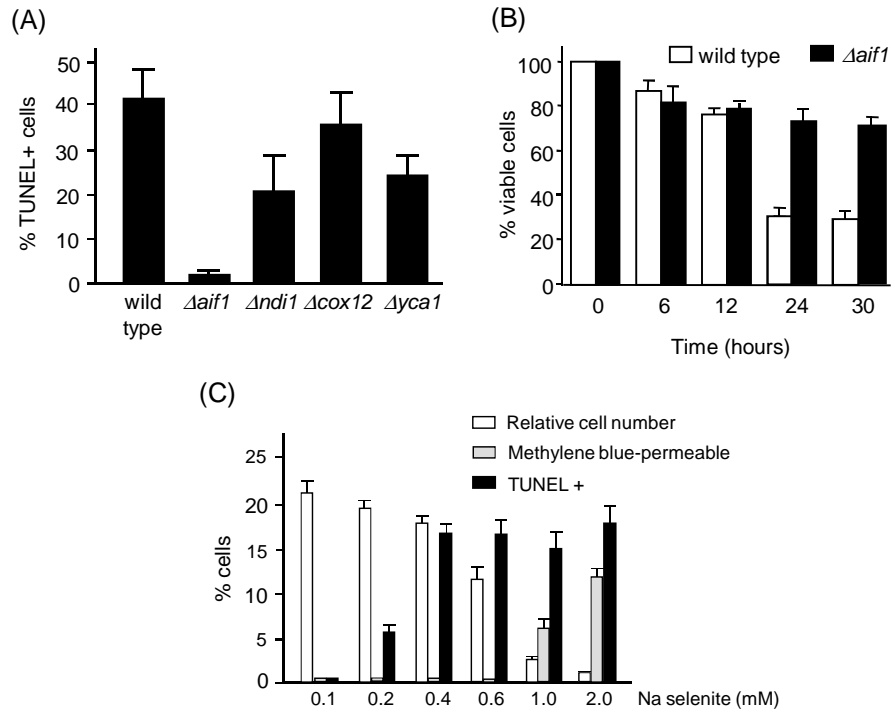 (A)
50
40
30
20
10
0
% TUNEL+ cells
wild type
Δaif1
Δndi1
Δcox12
Δyca1
(B)
wild type
Δaif1
100
80
60
40
20
0
% viable cells
0
6
12
24
30
Time (hours)
(C)
Relative cell number
Methylene blue-permeable
TUNEL +
25
20
15
10
5
0
% cells
0.1
0.2
0.4
0.6
1.0
2.0
Na selenite (mM)